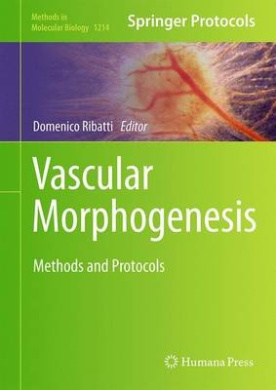 Methods in
Molecular Biology 1214
Springer Protocols
Domenico Ribatti Editor
Vascular
Morphogenesis
Methods and Protocols
Humana Press